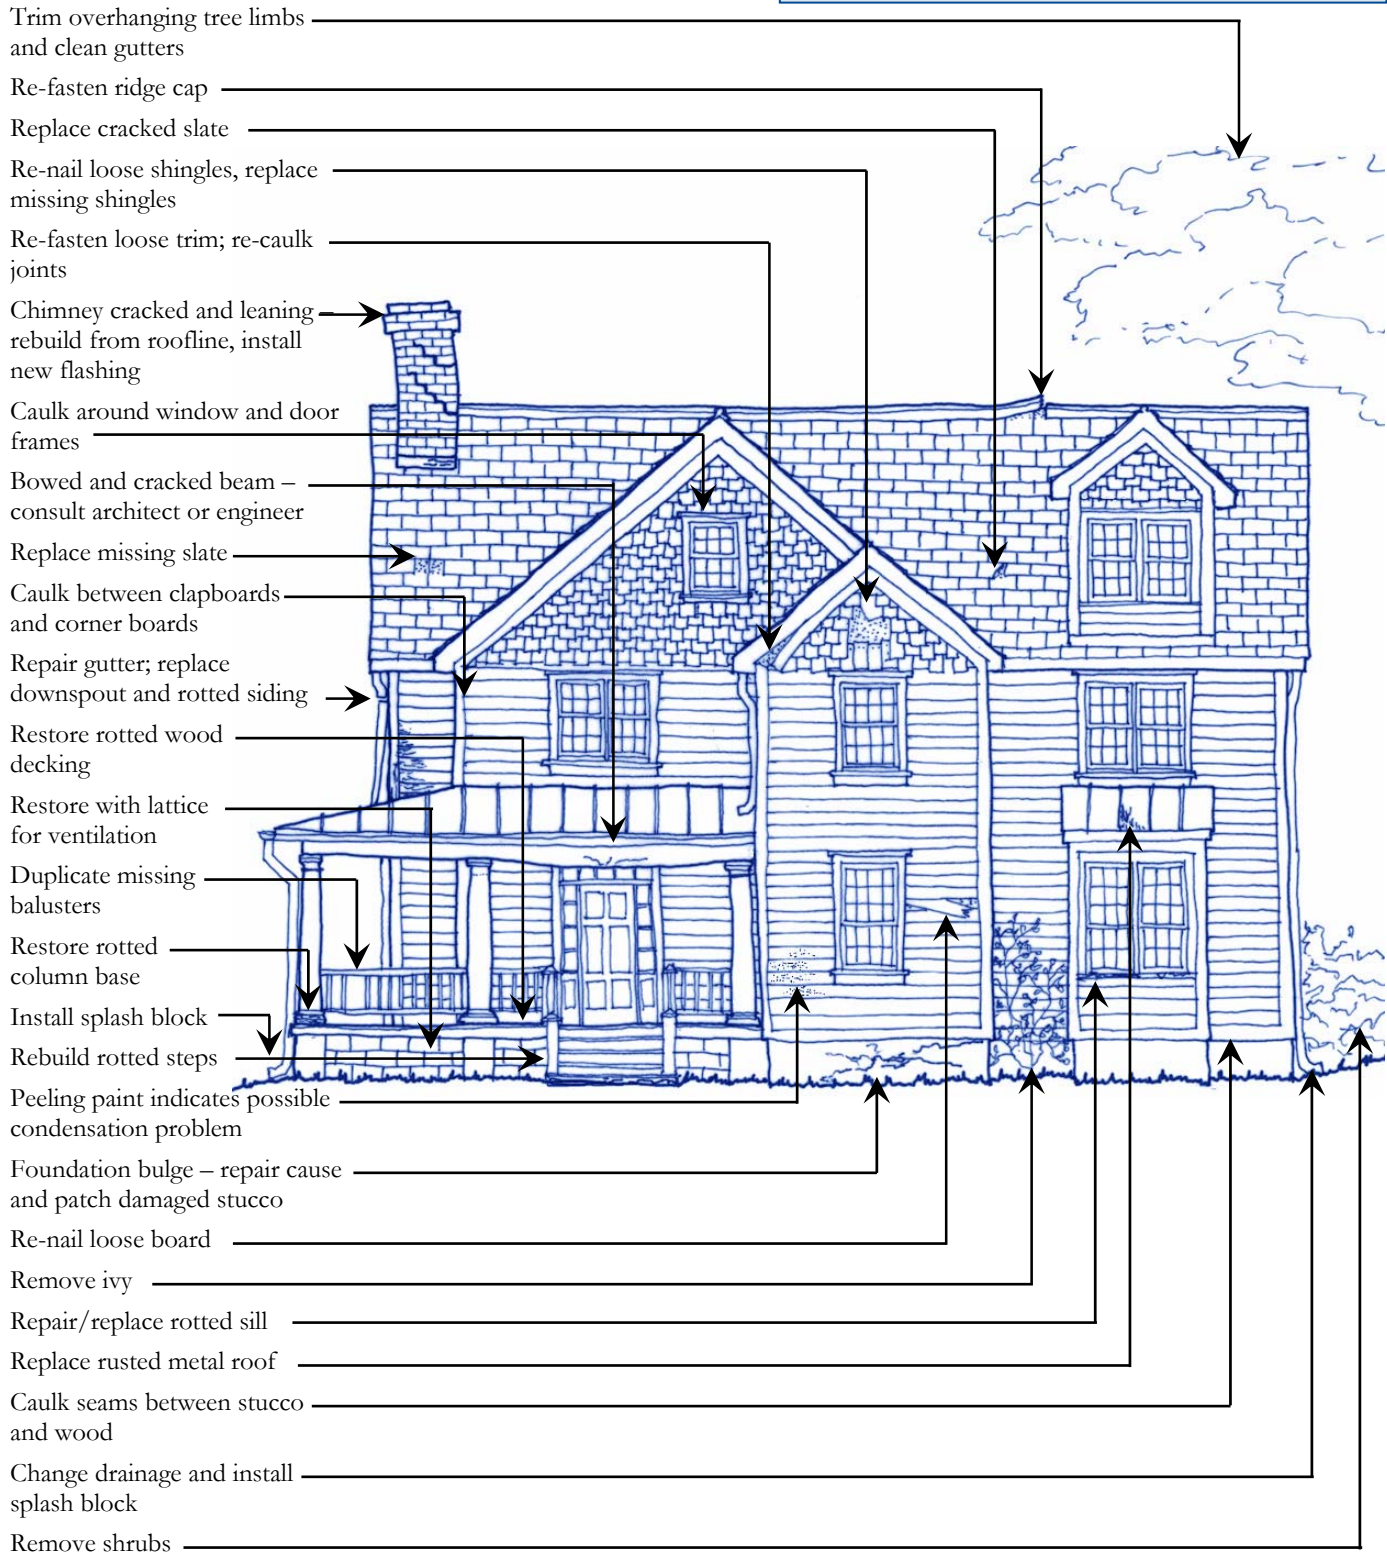 Trim overhanging tree limbs
and clean gutters
Re-fasten ridge cap
Replace cracked slate
Re-nail loose shingles, replace
missing shingles
Re-fasten loose trim; re-caulk
joints
Chimney cracked and leaning –
rebuild from roofline, install
new flashing
Caulk around window and door
frames
Bowed and cracked beam –
consult architect or engineer
Replace missing slate
Caulk between clapboards
and corner boards
Repair gutter; replace
downspout and rotted siding
Restore rotted wood
decking
Restore with lattice
for ventilation
Duplicate missing
balusters
Restore rotted
column base
Install splash block
Rebuild rotted steps
Peeling paint indicates possible
condensation problem
Foundation bulge – repair cause
and patch damaged stucco
Re-nail loose board
Remove ivy
Repair/replace rotted sill
Replace rusted metal roof
Caulk seams between stucco
and wood
Change drainage and install
splash block
Remove shrubs